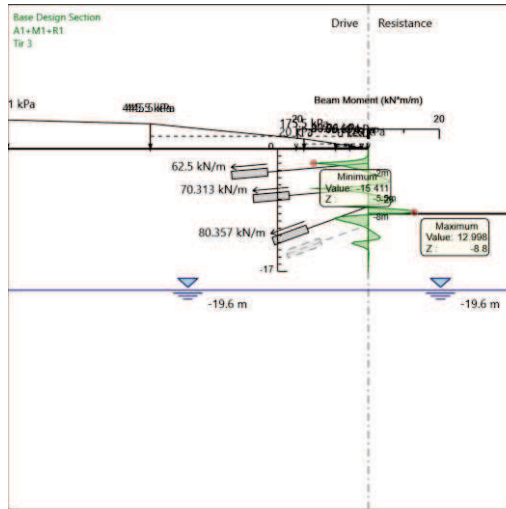 Base Design Section
A1+M1+R1
Tir 3
Drive
Resistance
Beam Moment (kN*m/m)
1 kPa
20
20
0
62.5 kN/m
70.313 kN/m
80.357 kN/m
-2m
Minimum
Value: -15.411
Z :
-8m
Maximum
Value: 12.998
Z : -8.8
-17
-19.6 m
-19.6 m